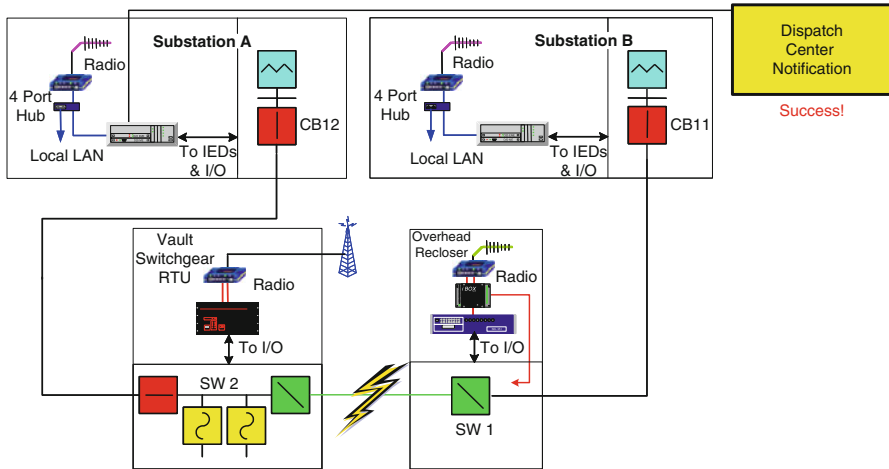 Substation A
Radio
4 Port
Hub
Local LAN
To IEDs
& I/O
CB12
Substation B
Radio
4 Port
Hub
Local LAN
To IEDs
& I/O
CB11
Dispatch
Center
Notification
Success!
Vault
Switchgear
RTU
Radio
To I/O
SW 2
Overhead
Recloser
Radio
iBOX
To I/O
SW 1